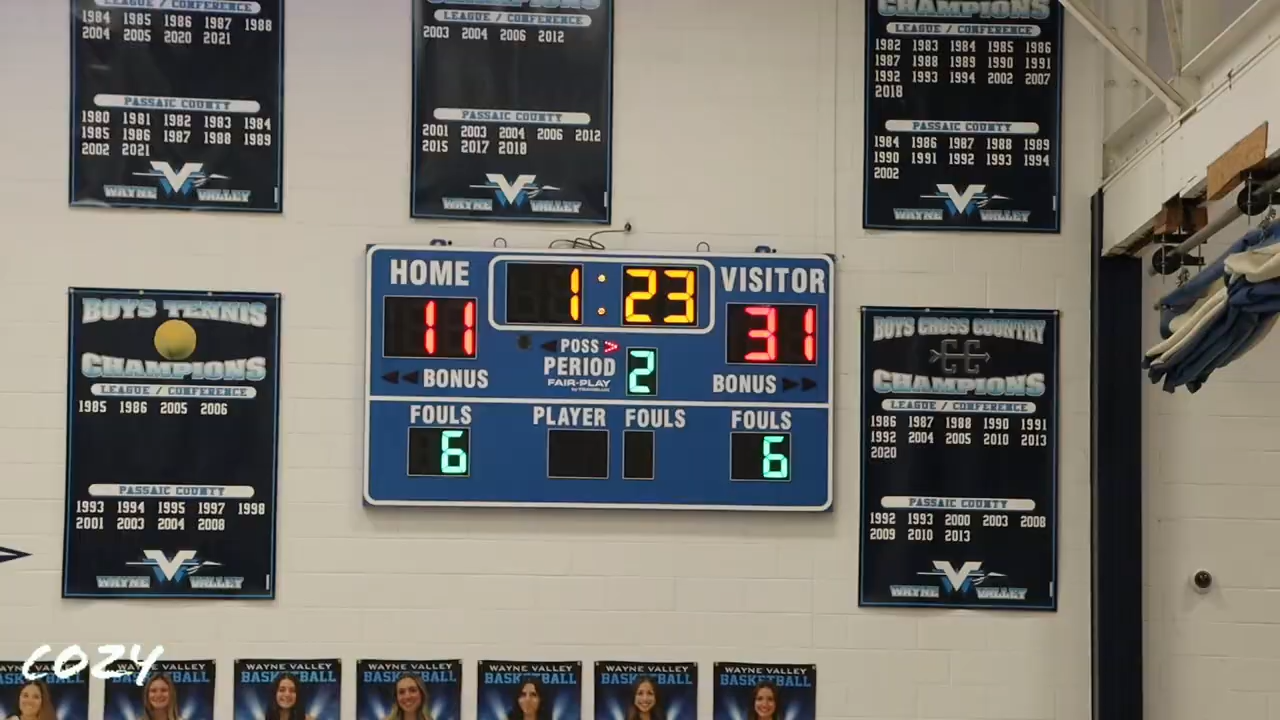 LEAGUE / CONFERENCE
1984 1985 1986 1987 1988
2004 2005 2020 2021
PASSAIC COUNTY
1980 1981 1982 1983 1984
1985 1986 1987 1988 1989
2002 2021
WAYNE VALLEY
CHAMPIONS
LEAGUE / CONFERENCE
2003 2004 2006 2012
PASSAIC COUNTY
2001 2003 2004 2006 2012
2015 2017 2018
WAYNE VALLEY
CHAMPIONS
LEAGUE / CONFERENCE
1982 1983 1984 1985 1986
1987 1988 1989 1990 1991
1992 1993 1994 2002 2007
2018
PASSAIC COUNTY
1984 1986 1987 1988 1989
1990 1991 1992 1993 1994
2002
WAYNE VALLEY
BOYS TENNIS
CHAMPIONS
LEAGUE / CONFERENCE
1985 1986 2005 2006
PASSAIC COUNTY
1993 1994 1995 1997 1998
2001 2003 2004 2008
WAYNE VALLEY
HOME 1:23 VISITOR
11 31
POSS >
PERIOD 2
FAIR-PLAY
BONUS BONUS
FOULS PLAYER FOULS FOULS
6 6
BOYS CROSS COUNTRY
CC
CHAMPIONS
LEAGUE / CONFERENCE
1986 1987 1988 1990 1991
1992 2004 2005 2010 2013
2020
PASSAIC COUNTY
1992 1993 2000 2003 2008
2009 2010 2013
WAYNE VALLEY
COZY
WAYNE VALLEY
BASKETBALL
WAYNE VALLEY
BASKETBALL
WAYNE VALLEY
BASKETBALL
WAYNE VALLEY
BASKETBALL
WAYNE VALLEY
BASKETBALL
WAYNE VALLEY
BASKETBALL
WAYNE VALLEY
BASKETBALL